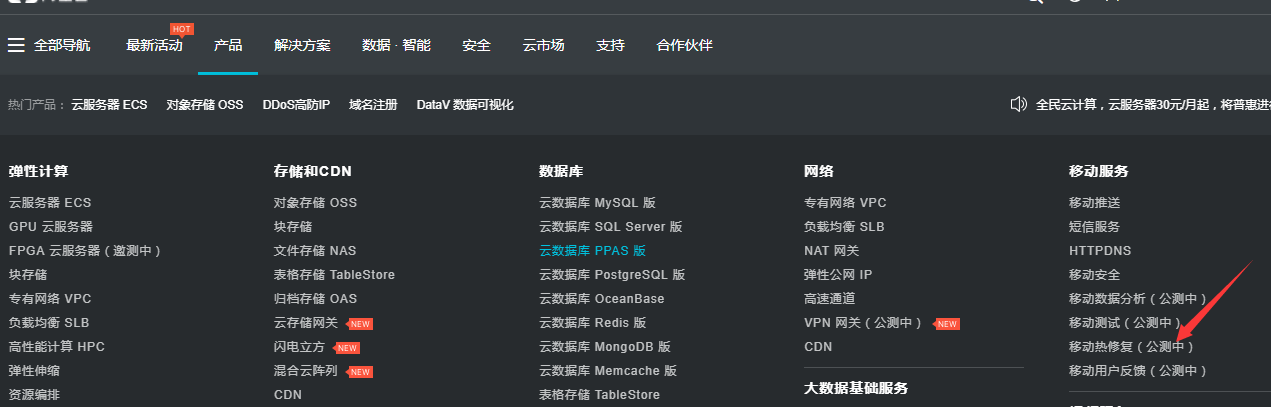 HOT
全部导航 最新活动 产品 解决方案 数据 · 智能 安全 云市场 支持 合作伙伴
热门产品： 云服务器 ECS 对象存储 OSS DDoS高防IP 域名注册 DataV 数据可视化 全民云计算，云服务器30元/月起，将普惠进
弹性计算
云服务器 ECS
GPU 云服务器
FPGA 云服务器（邀测中）
块存储
专有网络 VPC
负载均衡 SLB
高性能计算 HPC
弹性伸缩
资源编排
存储和CDN
对象存储 OSS
块存储
文件存储 NAS
表格存储 TableStore
归档存储 OAS
云存储网关 NEW
闪电立方 NEW
混合云阵列 NEW
CDN
数据库
云数据库 MySQL 版
云数据库 SQL Server 版
云数据库 PPAS 版
云数据库 PostgreSQL 版
云数据库 OceanBase
云数据库 Redis 版
云数据库 MongoDB 版
云数据库 Memcache 版
表格存储 TableStore
网络
专有网络 VPC
负载均衡 SLB
NAT 网关
弹性公网 IP
高速通道
VPN 网关（公测中） NEW
CDN
大数据基础服务
移动服务
移动推送
短信服务
HTTPDNS
移动安全
移动数据分析（公测中）
移动测试（公测中）
移动热修复（公测中）
移动用户反馈（公测中）